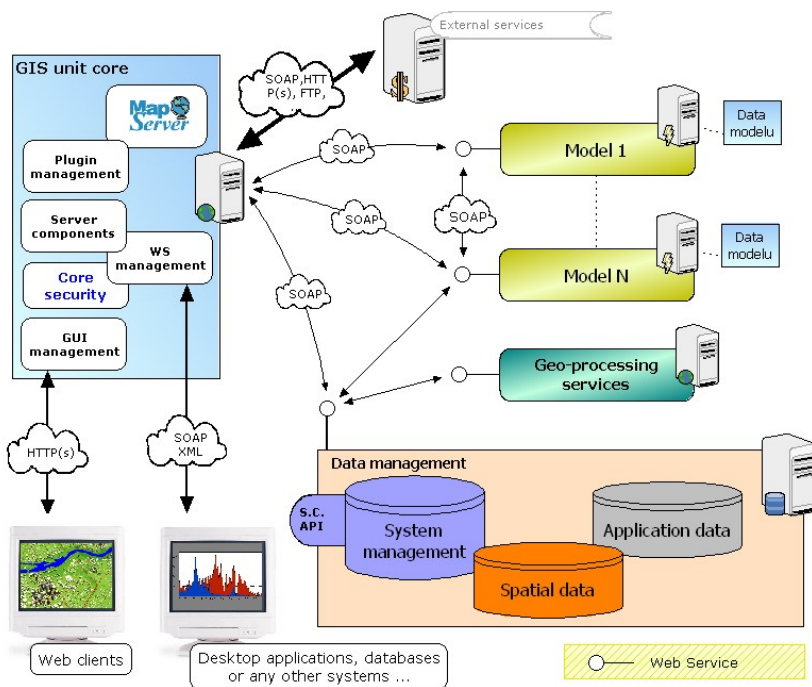 External services
GIS unit core
SOAP,HTT
P(s), FTP,
Map
Server
Plugin
management
Server
components
WS
management
Core
security
GUI
management
SOAP
SOAP
SOAP
SOAP
Model 1
Data
modelu
Model N
Data
modelu
Geo-processing
services
HTTP(s)
SOAP
XML
Data management
S.C.
API
System
management
Application data
Spatial data
Web clients
Desktop applications, databases
or any other systems ...
Web Service